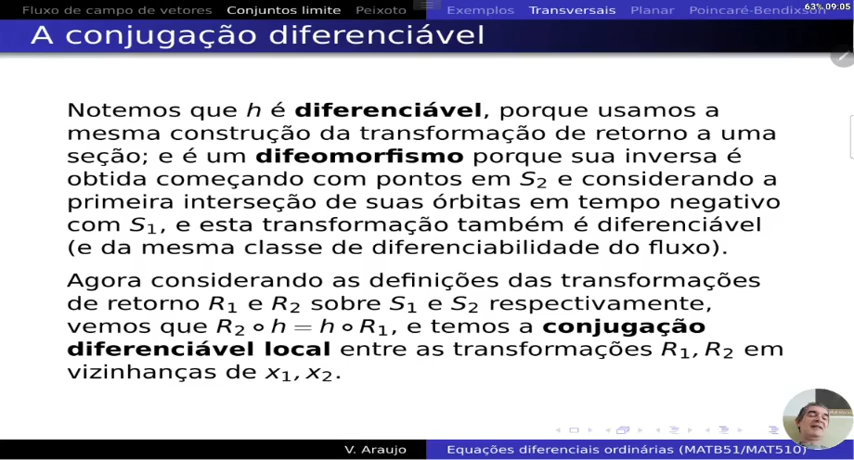 Fluxo de campo de vetores Conjuntos limite Peixoto Exemplos Transversais Planar Poincaré-Bendixson 63% 09:05
A conjugação diferenciável
Notemos que h é diferenciável, porque usamos a
mesma construção da transformação de retorno a uma
seção; e é um difeomorfismo porque sua inversa é
obtida começando com pontos em S₂ e considerando a
primeira interseção de suas órbitas em tempo negativo
com S₁, e esta transformação também é diferenciável
(e da mesma classe de diferenciabilidade do fluxo).
Agora considerando as definições das transformações
de retorno R₁ e R₂ sobre S₁ e S₂ respectivamente,
vemos que R₂ ∘ h = h ∘ R₁, e temos a conjugação
diferenciável local entre as transformações R₁, R₂ em
vizinhanças de x₁, x₂.
V. Araujo Equações diferenciais ordinárias (MATB51/MAT510)